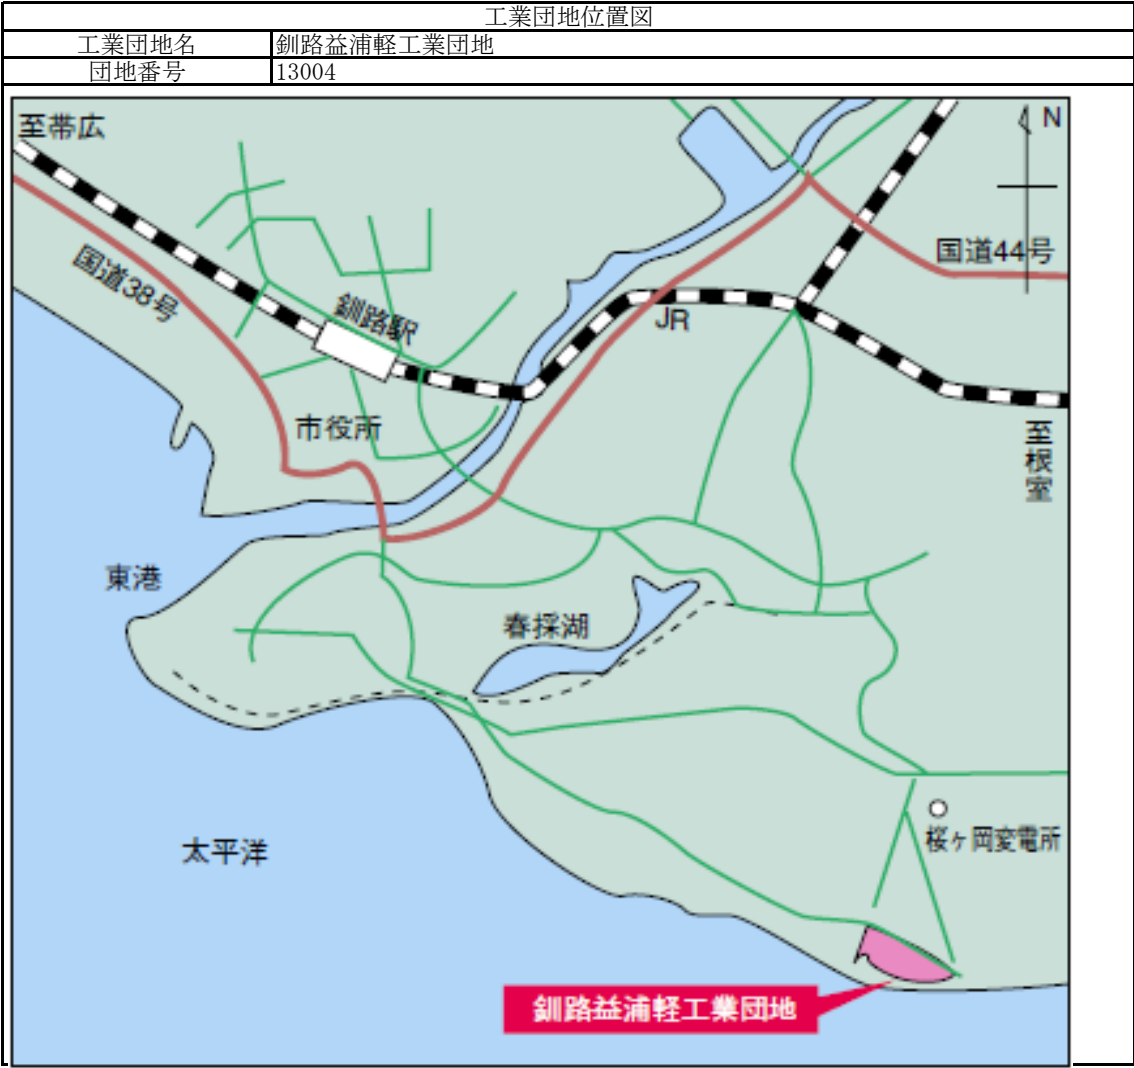 工業団地位置図
工業団地名
釧路益浦軽工業団地
団地番号
13004
至帯広
N
国道44号
国道38号
釧路駅
JR
市役所
至根室
東港
春採湖
太平洋
桜ヶ岡変電所
釧路益浦軽工業団地